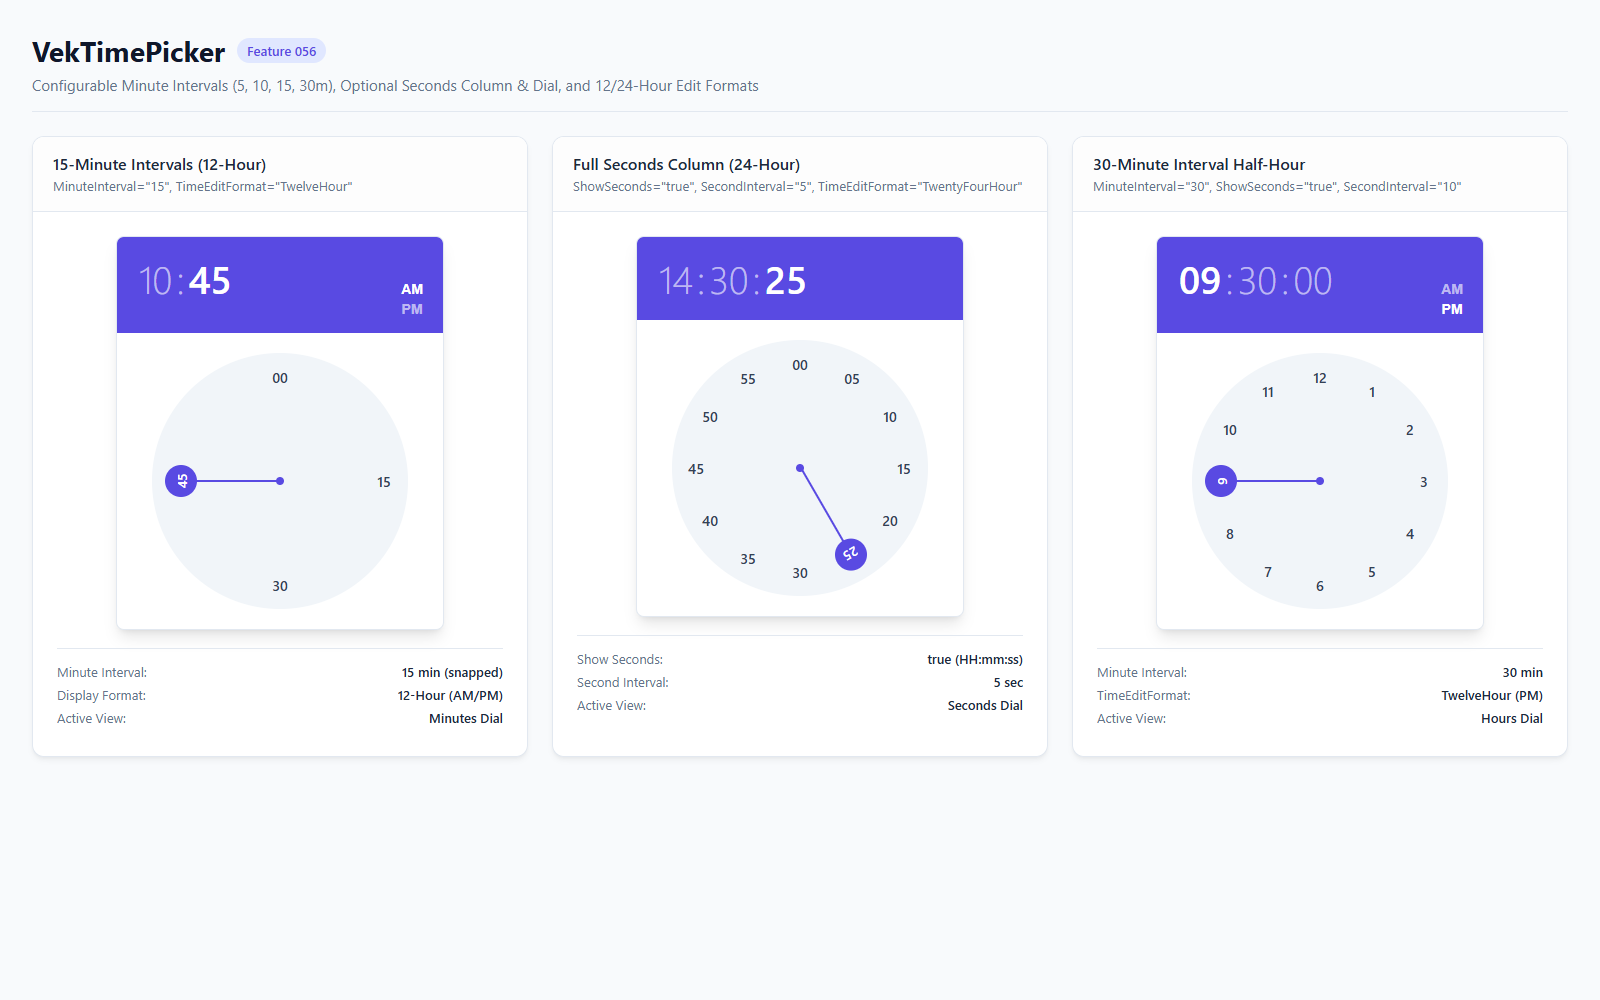 VekTimePicker
Feature 056
Configurable Minute Intervals (5, 10, 15, 30m), Optional Seconds Column & Dial, and 12/24-Hour Edit Formats
15-Minute Intervals (12-Hour)
MinuteInterval="15", TimeEditFormat="TwelveHour"
10:45
AM
PM
00
45
15
30
Minute Interval: 15 min (snapped)
Display Format: 12-Hour (AM/PM)
Active View: Minutes Dial
Full Seconds Column (24-Hour)
ShowSeconds="true", SecondInterval="5", TimeEditFormat="TwentyFourHour"
14:30:25
00
55 05
50 10
45 15
40 20
35 25
30
Show Seconds: true (HH:mm:ss)
Second Interval: 5 sec
Active View: Seconds Dial
30-Minute Interval Half-Hour
MinuteInterval="30", ShowSeconds="true", SecondInterval="10"
09:30:00
AM
PM
12
11 1
10 2
9 3
8 4
7 5
6
Minute Interval: 30 min
TimeEditFormat: TwelveHour (PM)
Active View: Hours Dial